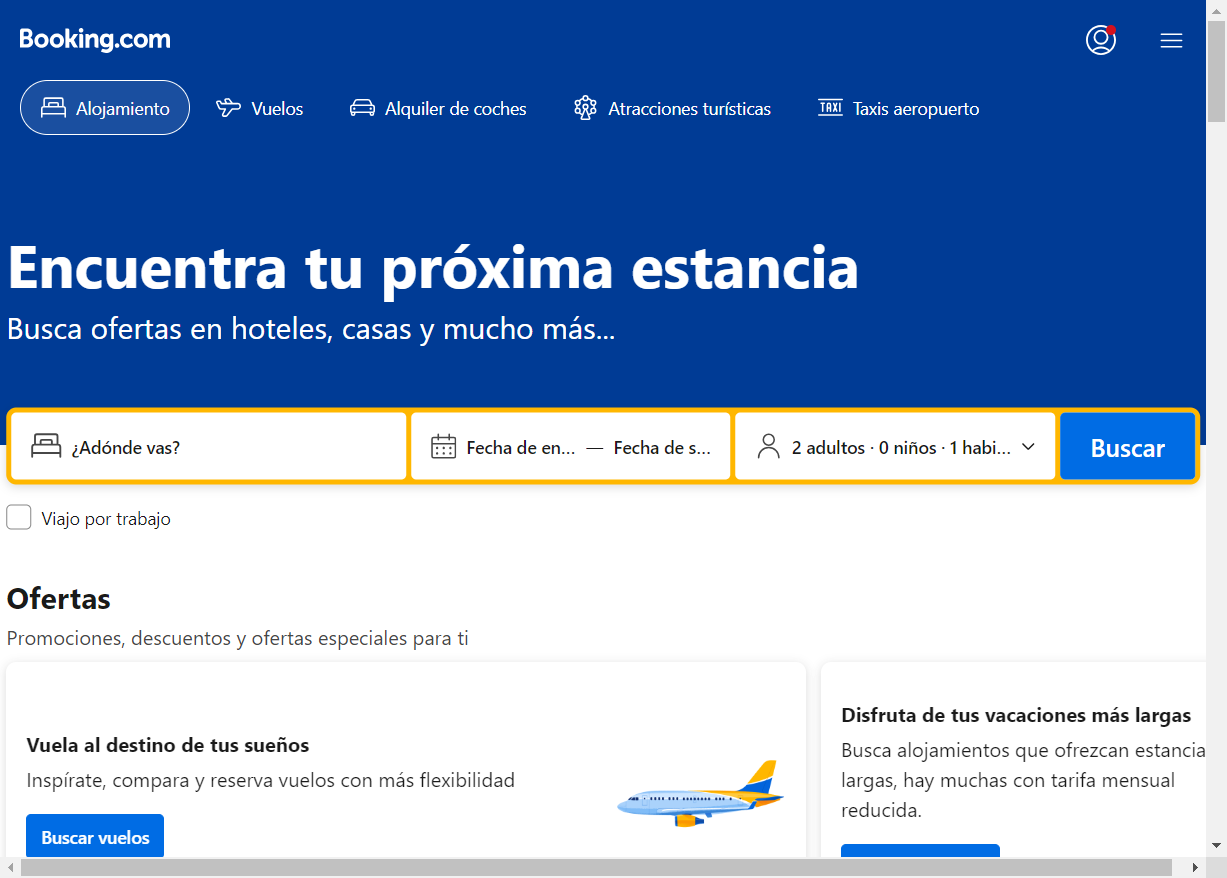 Booking.com
Alojamiento
Vuelos
Alquiler de coches
Atracciones turísticas
TAXI
Taxis aeropuerto
Encuentra tu próxima estancia
Busca ofertas en hoteles, casas y mucho más...
¿Adónde vas?
Fecha de en... — Fecha de s...
2 adultos · 0 niños · 1 habi...
Buscar
Viajo por trabajo
Ofertas
Promociones, descuentos y ofertas especiales para ti
Vuela al destino de tus sueños
Inspírate, compara y reserva vuelos con más flexibilidad
Buscar vuelos
Disfruta de tus vacaciones más largas
Busca alojamientos que ofrezcan estancia
largas, hay muchas con tarifa mensual
reducida.